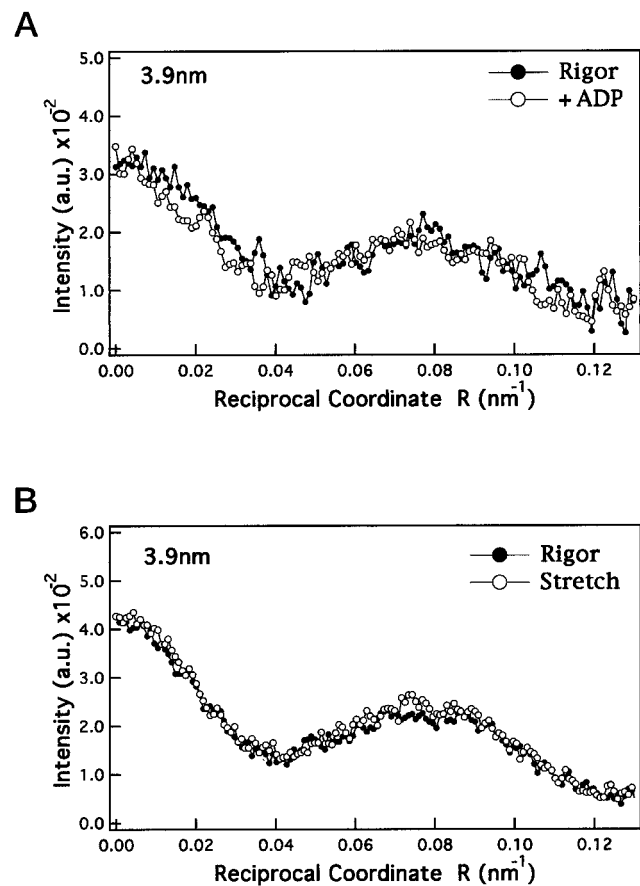 A
5.0
4.0
3.0
2.0
1.0
0.0
Intensity (a.u.) x10⁻²
3.9nm
Rigor
+ADP
0.00 0.02 0.04 0.06 0.08 0.10 0.12
Reciprocal Coordinate R (nm⁻¹)
B
6.0
5.0
4.0
3.0
2.0
1.0
0.0
Intensity (a.u.) x10⁻²
3.9nm
Rigor
Stretch
0.00 0.02 0.04 0.06 0.08 0.10 0.12
Reciprocal Coordinate R (nm⁻¹)